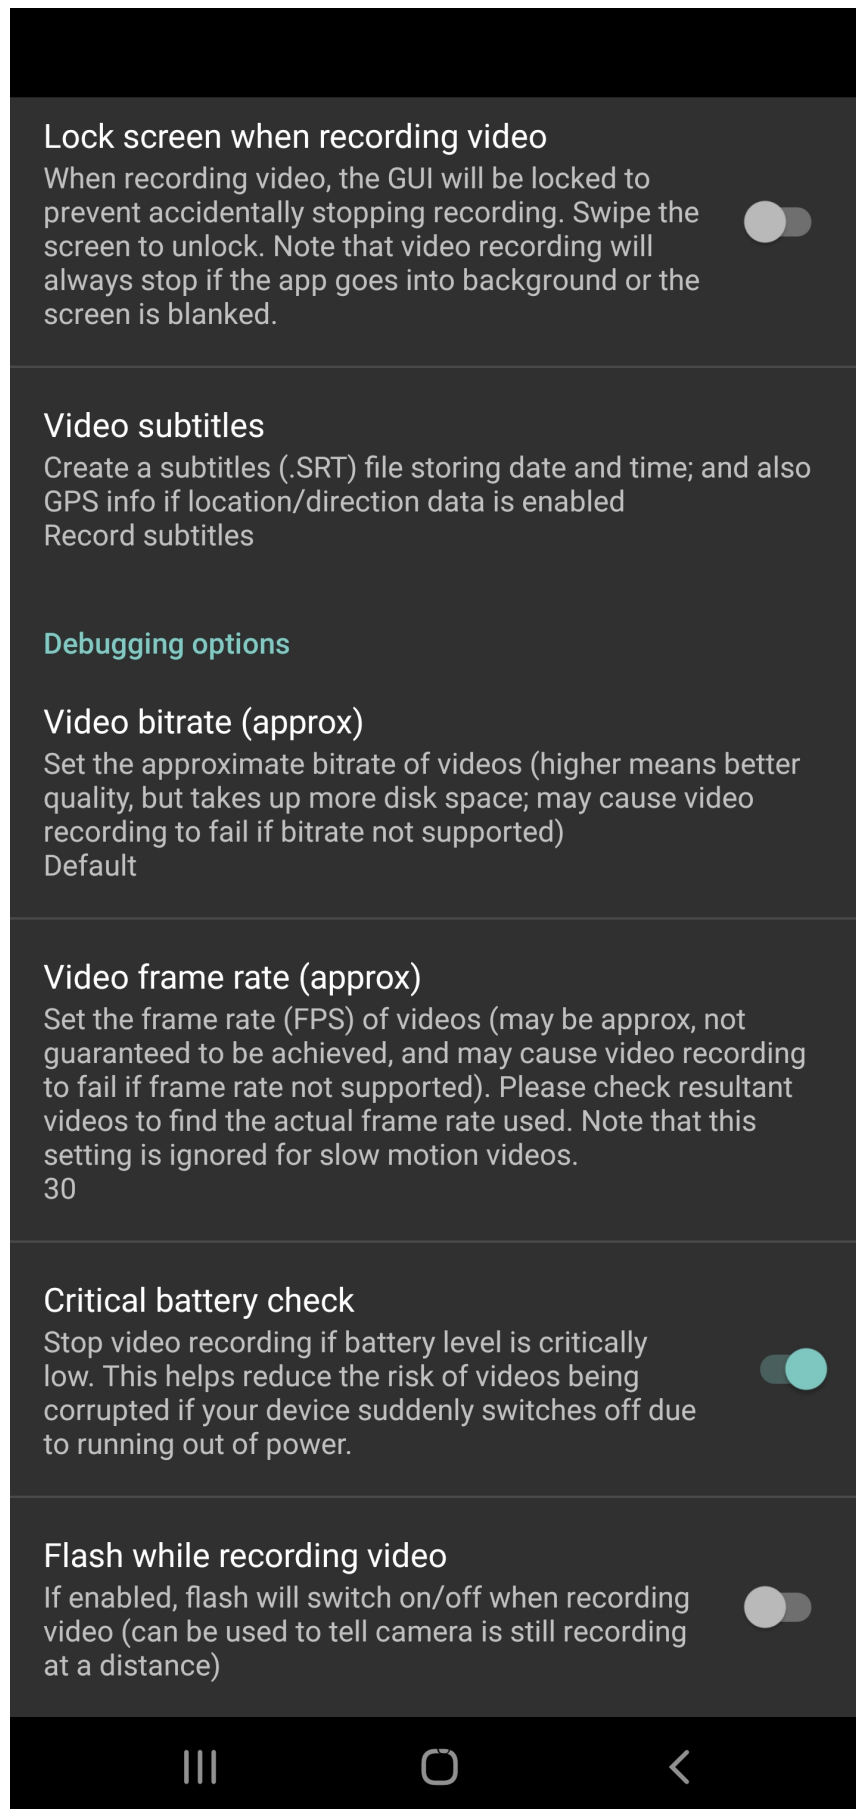 Lock screen when recording video
When recording video, the GUI will be locked to
prevent accidentally stopping recording. Swipe the
screen to unlock. Note that video recording will
always stop if the app goes into background or the
screen is blanked.
Video subtitles
Create a subtitles (.SRT) file storing date and time; and also
GPS info if location/direction data is enabled
Record subtitles
Debugging options
Video bitrate (approx)
Set the approximate bitrate of videos (higher means better
quality, but takes up more disk space; may cause video
recording to fail if bitrate not supported)
Default
Video frame rate (approx)
Set the frame rate (FPS) of videos (may be approx, not
guaranteed to be achieved, and may cause video recording
to fail if frame rate not supported). Please check resultant
videos to find the actual frame rate used. Note that this
setting is ignored for slow motion videos.
30
Critical battery check
Stop video recording if battery level is critically
low. This helps reduce the risk of videos being
corrupted if your device suddenly switches off due
to running out of power.
Flash while recording video
If enabled, flash will switch on/off when recording
video (can be used to tell camera is still recording
at a distance)